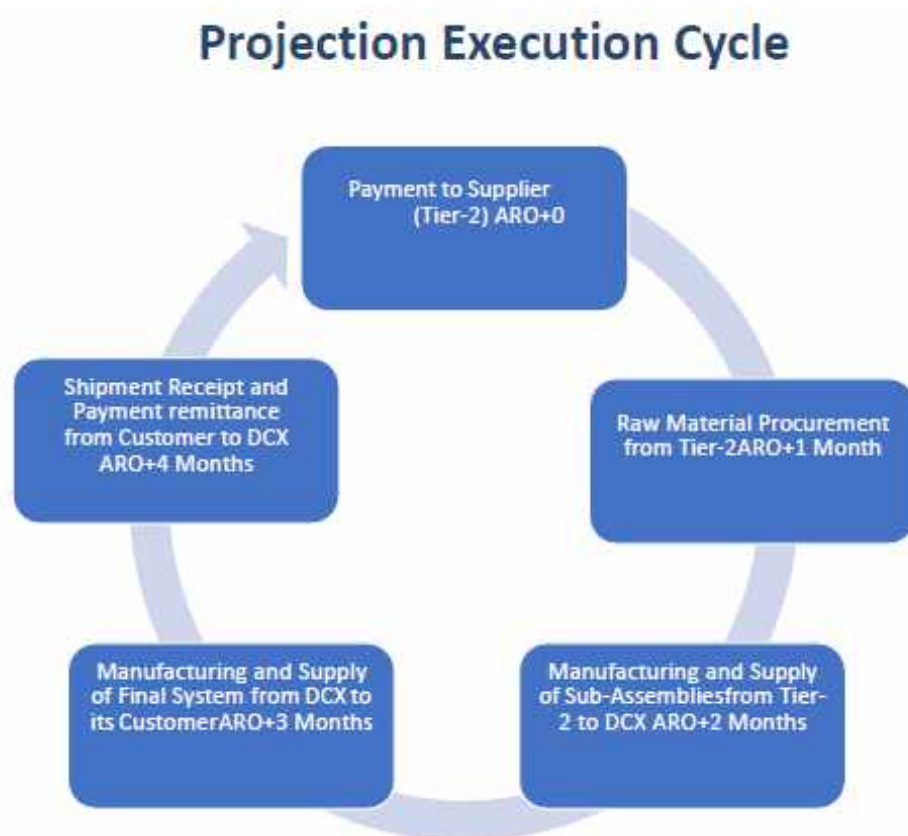 Projection Execution Cycle
Payment to Supplier
(Tier-2) ARO+0
Raw Material Procurement
from Tier-2ARO+1 Month
Manufacturing and Supply
of Sub-Assembliesfrom Tier-
2 to DCX ARO+2 Months
Manufacturing and Supply
of Final System from DCX to
its CustomerARO+3 Months
Shipment Receipt and
Payment remittance
from Customer to DCX
ARO+4 Months